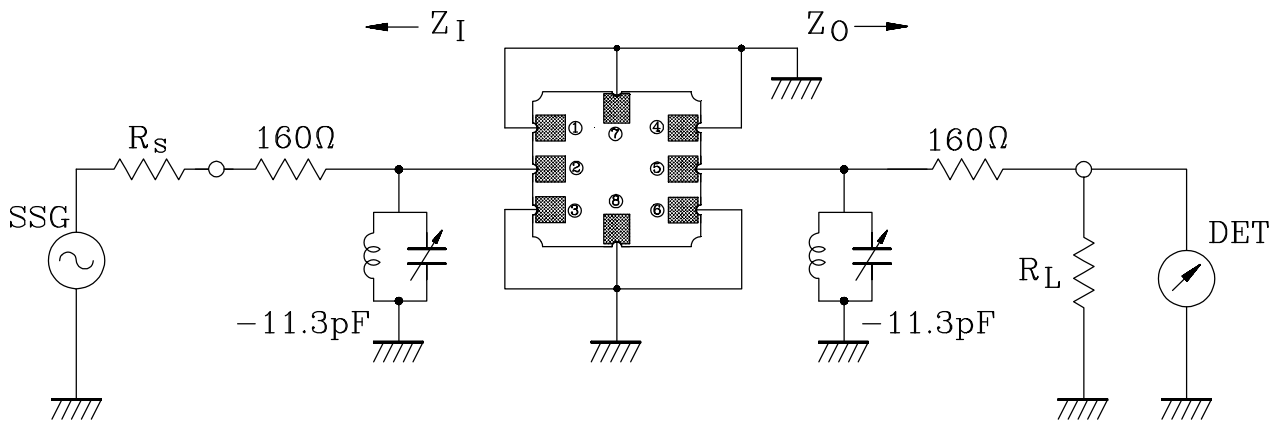 Z_I
Z_O
R_s
160Ω
① ⑦ ④
160Ω
② ⑤
SSG
③ ⑧ ⑥
DET
R_L
−11.3pF
−11.3pF